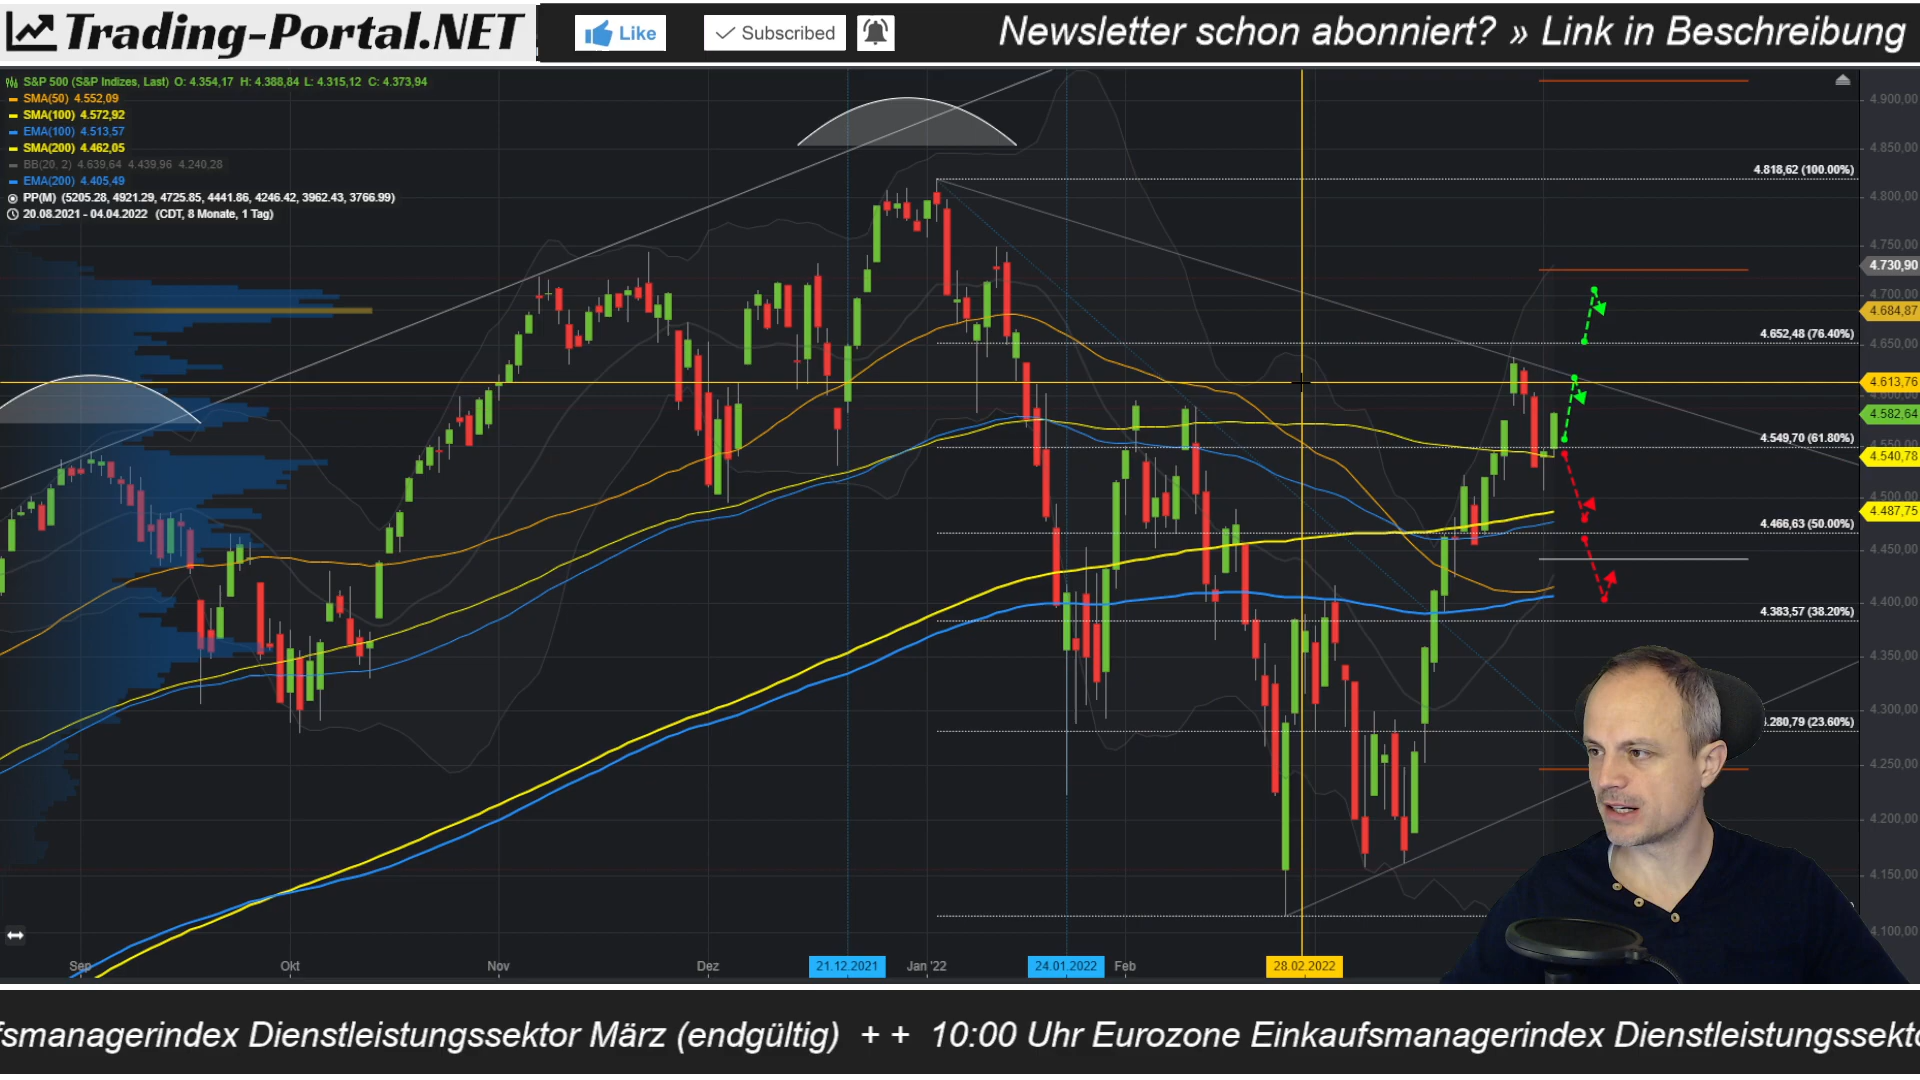 Trading-Portal.NET
Like
Subscribed
Newsletter schon abonniert? » Link in Beschreibung
S&P 500 (S&P Indizes, Last) O: 4.354,17 H: 4.388,84 L: 4.315,12 C: 4.373,94
SMA(50) 4.552,09
SMA(100) 4.572,92
EMA(100) 4.513,57
SMA(200) 4.462,05
BB(20. 2) 4.639,64 4.439,96 4.240,28
EMA(200) 4.405,49
PP(M) (5205.28, 4921.29, 4725.85, 4441.86, 4246.42, 3962.43, 3766.99)
20.08.2021 - 04.04.2022 (CDT, 8 Monate, 1 Tag)
4.818,62 (100.00%)
4.652,48 (76.40%)
4.549,70 (61.80%)
4.466,63 (50.00%)
4.383,57 (38.20%)
.280,79 (23.60%)
4.900,00
4.850,00
4.800,00
4.750,00
4.730,90
4.700,00
4.684,87
4.650,00
4.613,76
4.600,00
4.582,64
4.550,00
4.540,78
4.500,00
4.487,75
4.450,00
4.400,00
4.350,00
4.300,00
4.250,00
4.200,00
4.150,00
4.100,00
Sep
Okt
Nov
Dez
21.12.2021
Jan '22
24.01.2022
Feb
28.02.2022
fsmanagerindex Dienstleistungssektor März (endgültig) + + 10:00 Uhr Eurozone Einkaufsmanagerindex Dienstleistungssekto